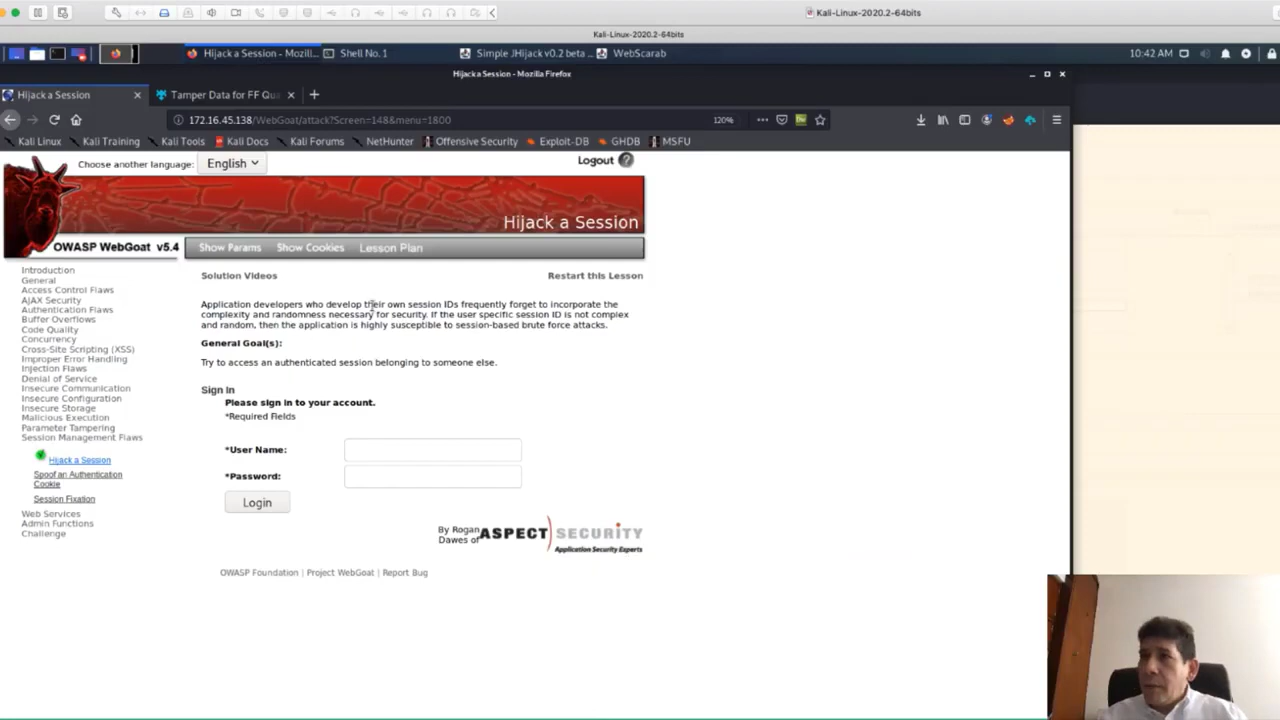 Kali-Linux-2020.2-64bits
Kali-Linux-2020.2-64bits
Hijack a Session - Mozill... Shell No. 1 Simple JHijack v0.2 beta ... WebScarab 10:42 AM
Hijack a Session - Mozilla Firefox
Hijack a Session Tamper Data for FF Qua
172.16.45.138/WebGoat/attack?Screen=148&menu=1800 120%
Kali Linux Kali Training Kali Tools Kali Docs Kali Forums NetHunter Offensive Security Exploit-DB GHDB MSFU
Choose another language: English Logout ?
Hijack a Session
OWASP WebGoat v5.4 Show Params Show Cookies Lesson Plan
Solution Videos Restart this Lesson
Application developers who develop their own session IDs frequently forget to incorporate the
complexity and randomness necessary for security. If the user specific session ID is not complex
and random, then the application is highly susceptible to session-based brute force attacks.
General Goal(s):
Try to access an authenticated session belonging to someone else.
Sign In
Please sign in to your account.
*Required Fields
*User Name:
*Password:
Login
By Rogan
Dawes of ASPECT SECURITY
Application Security Experts
OWASP Foundation | Project WebGoat | Report Bug
Introduction
General
Access Control Flaws
AJAX Security
Authentication Flaws
Buffer Overflows
Code Quality
Concurrency
Cross-Site Scripting (XSS)
Improper Error Handling
Injection Flaws
Denial of Service
Insecure Communication
Insecure Configuration
Insecure Storage
Malicious Execution
Parameter Tampering
Session Management Flaws
Hijack a Session
Spoof an Authentication
Cookie
Session Fixation
Web Services
Admin Functions
Challenge